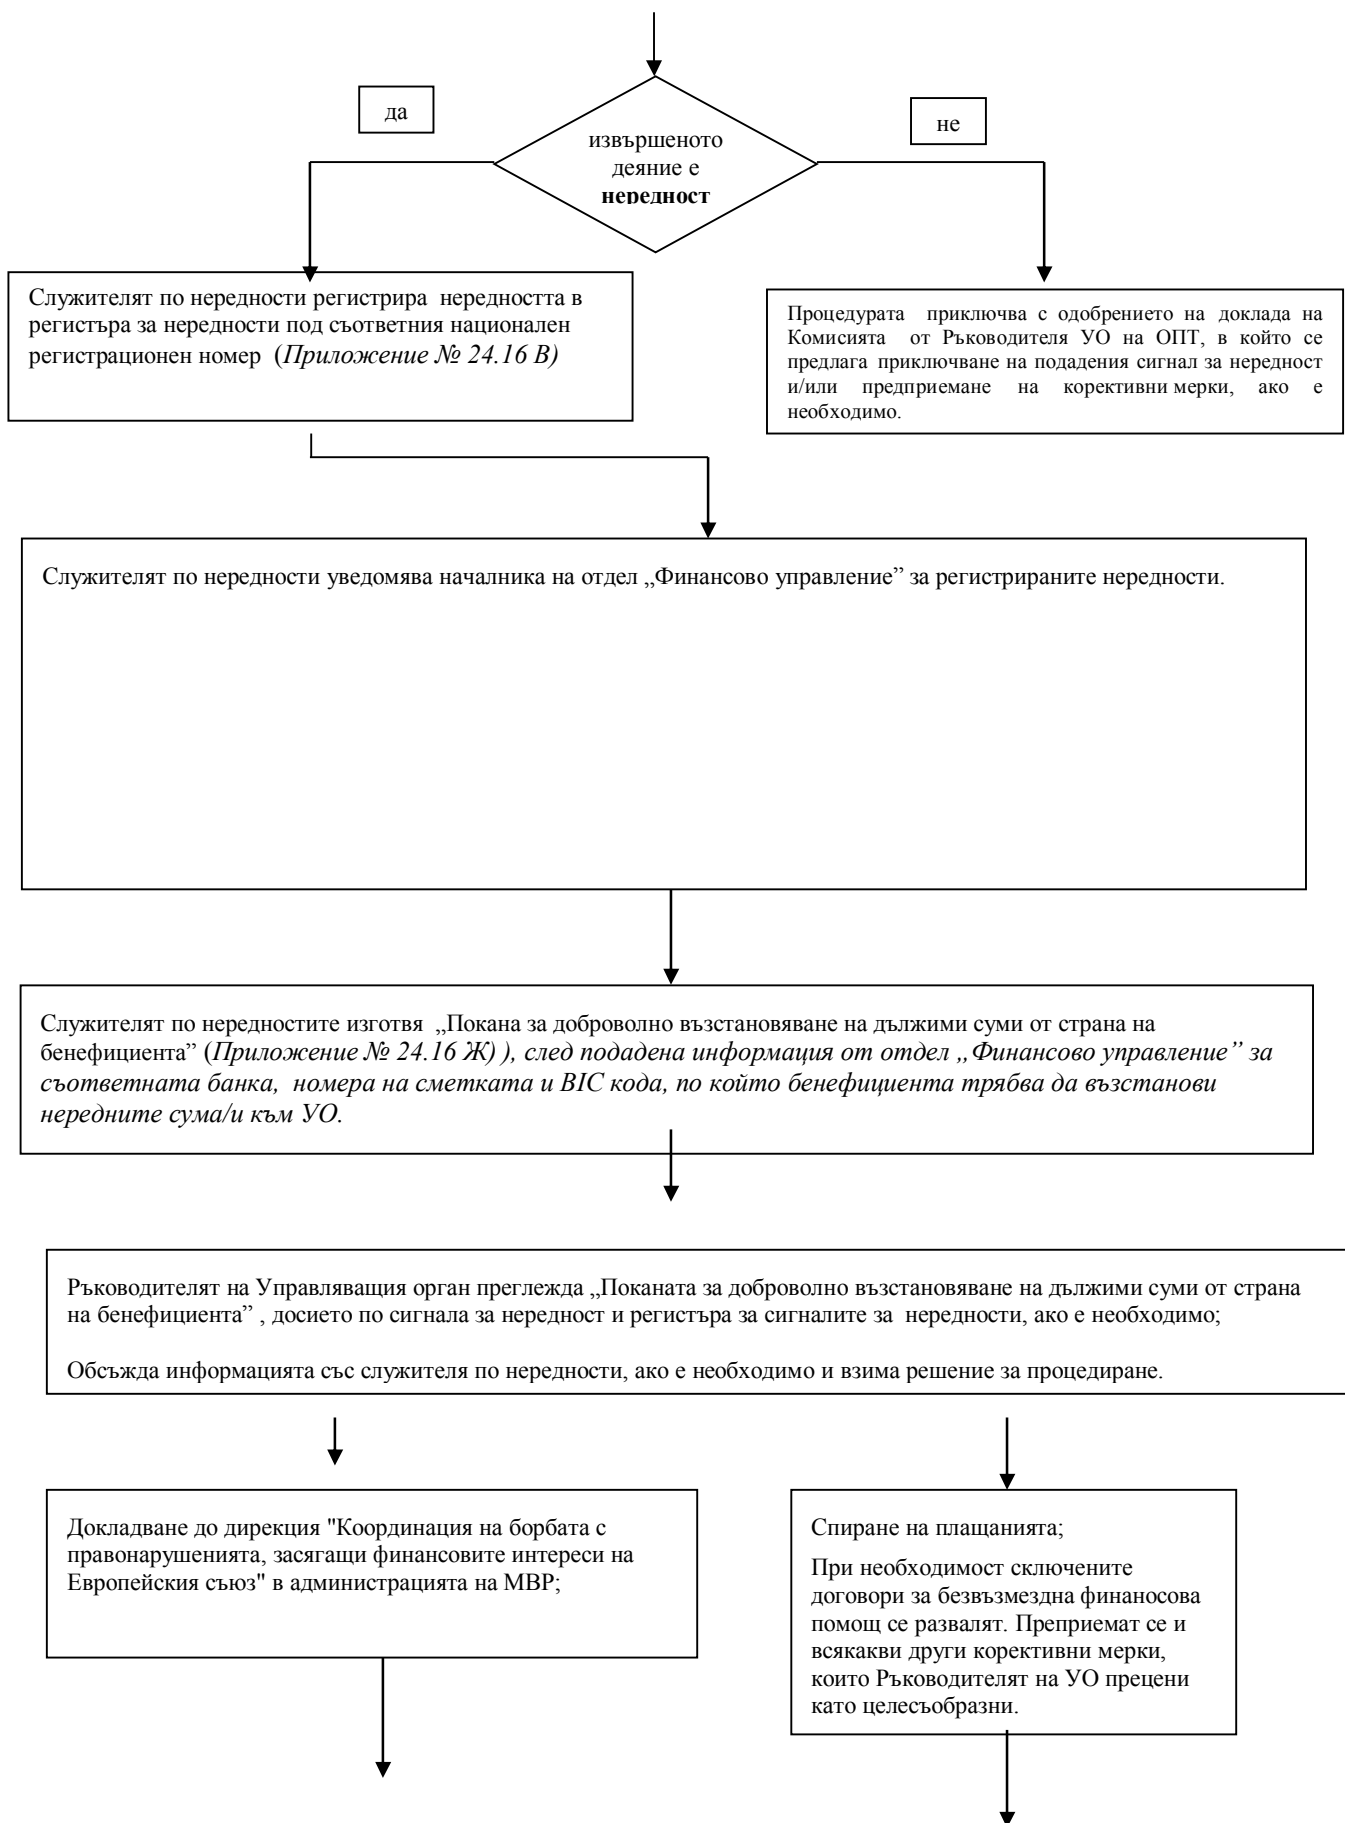 да
не
извършеното
деяние е
нередност
Служителят по нередности регистрира нередността в
регистъра за нередности под съответния национален
регистрационен номер (Приложение № 24.16 В)
Процедурата приключва с одобрението на доклада на
Комисията от Ръководителя УО на ОПТ, в който се
предлага приключване на подадения сигнал за нередност
и/или предприемане на корективни мерки, ако е
необходимо.
Служителят по нередности уведомява началника на отдел „Финансово управление” за регистрираните нередности.
Служителят по нередностите изготвя „Покана за доброволно възстановяване на дължими суми от страна на
бенефициента” (Приложение № 24.16 Ж) ), след подадена информация от отдел „Финансово управление” за
съответната банка, номера на сметката и BIC кода, по който бенефициента трябва да възстанови
нередните сума/и към УО.
Ръководителят на Управляващия орган преглежда „Поканата за доброволно възстановяване на дължими суми от страна
на бенефициента” , досието по сигнала за нередност и регистъра за сигналите за нередности, ако е необходимо;
Обсъжда информацията със служителя по нередности, ако е необходимо и взима решение за процедиране.
Докладване до дирекция "Координация на борбата с
правонарушенията, засягащи финансовите интереси на
Европейския съюз" в администрацията на МВР;
Спиране на плащанията;
При необходимост сключените
договори за безвъзмездна финаносова
помощ се развалят. Преприемат се и
всякакви други корективни мерки,
които Ръководителят на УО прецени
като целесъобразни.